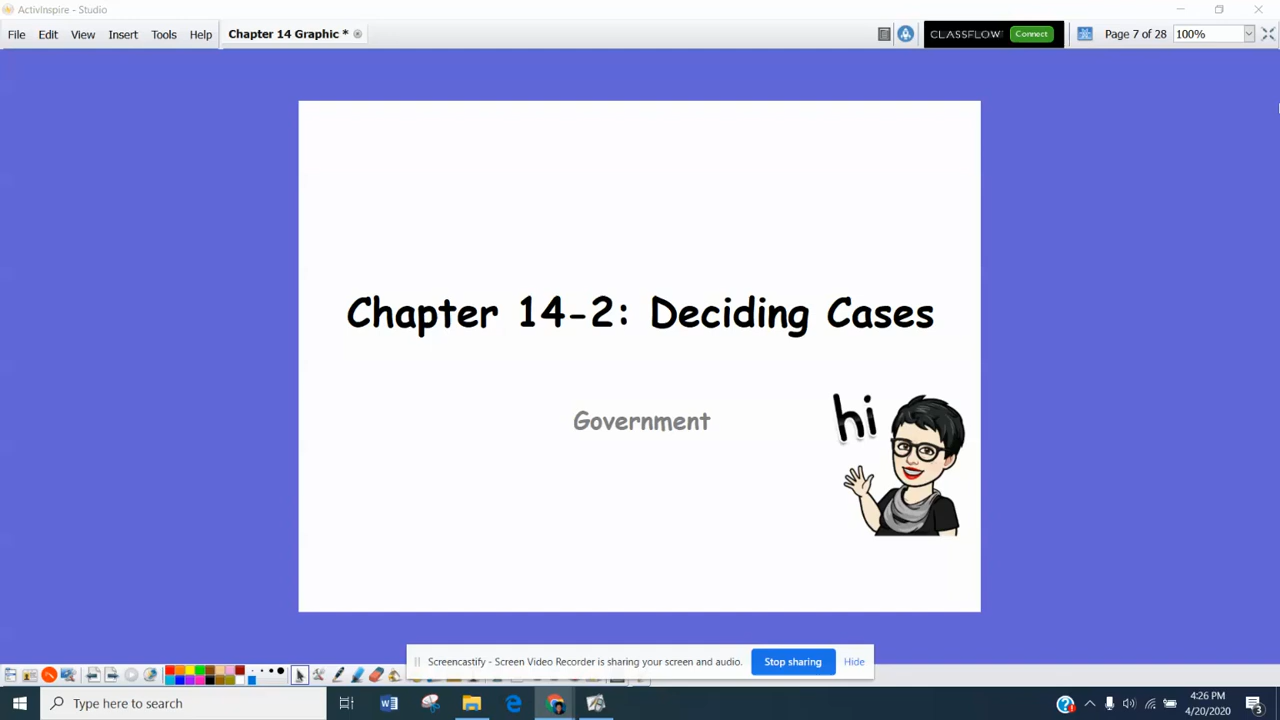 ActivInspire - Studio
File Edit View Insert Tools Help Chapter 14 Graphic * CLASSFLOW Connect Page 7 of 28 100%
Chapter 14-2: Deciding Cases
Government
hi
Screencastify - Screen Video Recorder is sharing your screen and audio. Stop sharing Hide
Type here to search
4:26 PM
4/20/2020
3